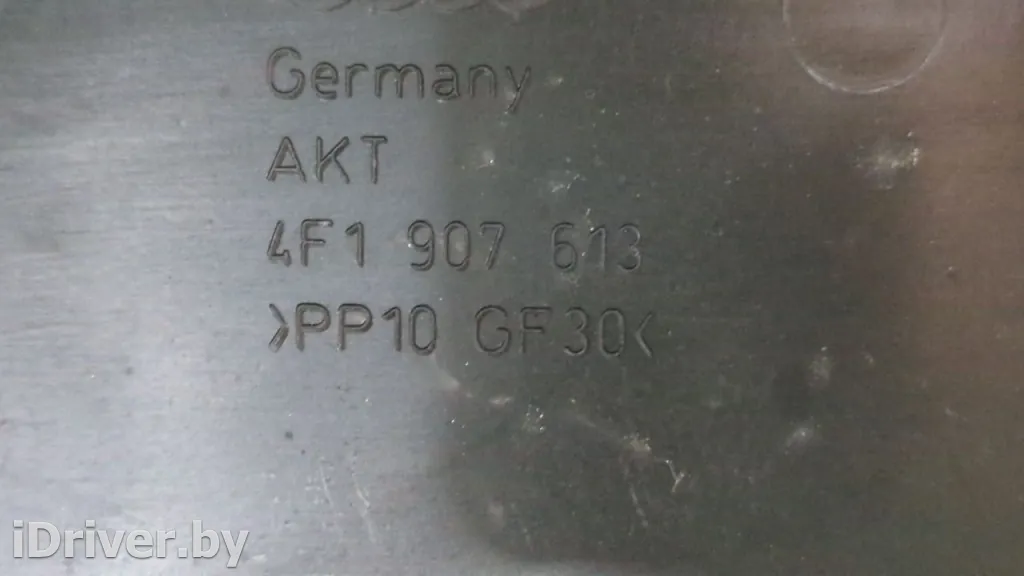 Germany
AKT
4F1 907 613
>PP10 GF30<
iDriver.by